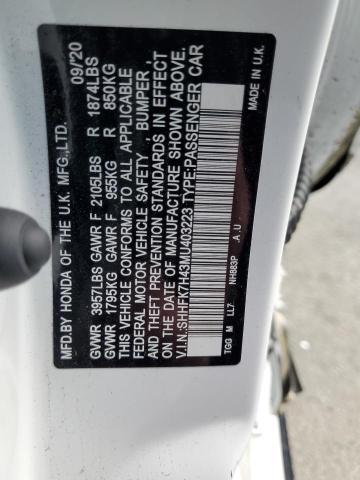 MFD.BY HONDA OF THE U.K. MFG.,LTD. 09/'20
GVWR 3957LBS GAWR F 2105LBS R 1874LBS
GVWR 1795KG GAWR F 955KG R 850KG
THIS VEHICLE CONFORMS TO ALL APPLICABLE
FEDERAL MOTOR VEHICLE SAFETY , BUMPER ,
AND THEFT PREVENTION STANDARDS IN EFFECT
ON THE DATE OF MANUFACTURE SHOWN ABOVE.
V.I.N.:SHHFK7H43MU403223 TYPE:PASSENGER CAR
NH883P A.U MADE IN U.K.
TGG M LL7